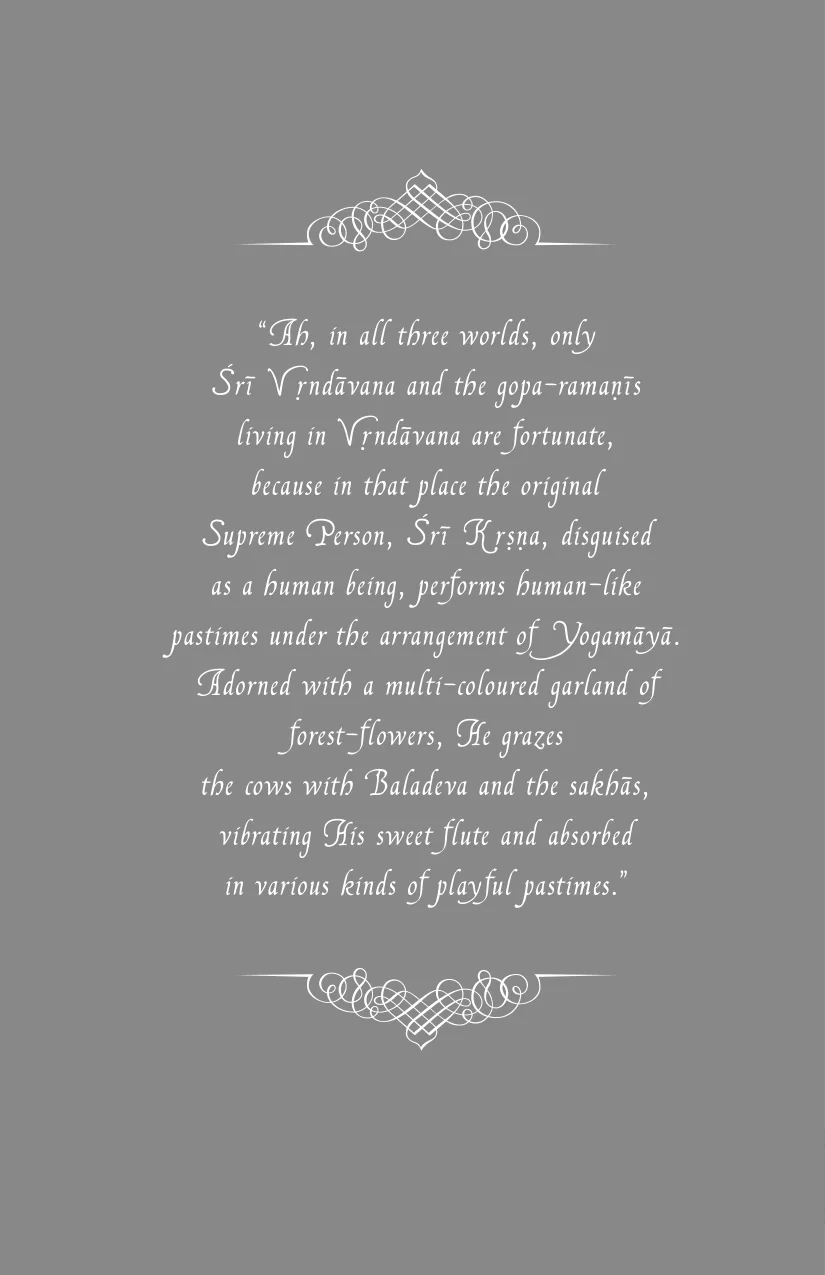 “Ah, in all three worlds, only
Śrī Vṛndāvana and the gopa-ramaṇīs
living in Vṛndāvana are fortunate,
because in that place the original
Supreme Person, Śrī Kṛṣṇa, disguised
as a human being, performs human-like
pastimes under the arrangement of Yogamāyā.
Adorned with a multi-coloured garland of
forest-flowers, He grazes
the cows with Baladeva and the sakhās,
vibrating His sweet flute and absorbed
in various kinds of playful pastimes.”